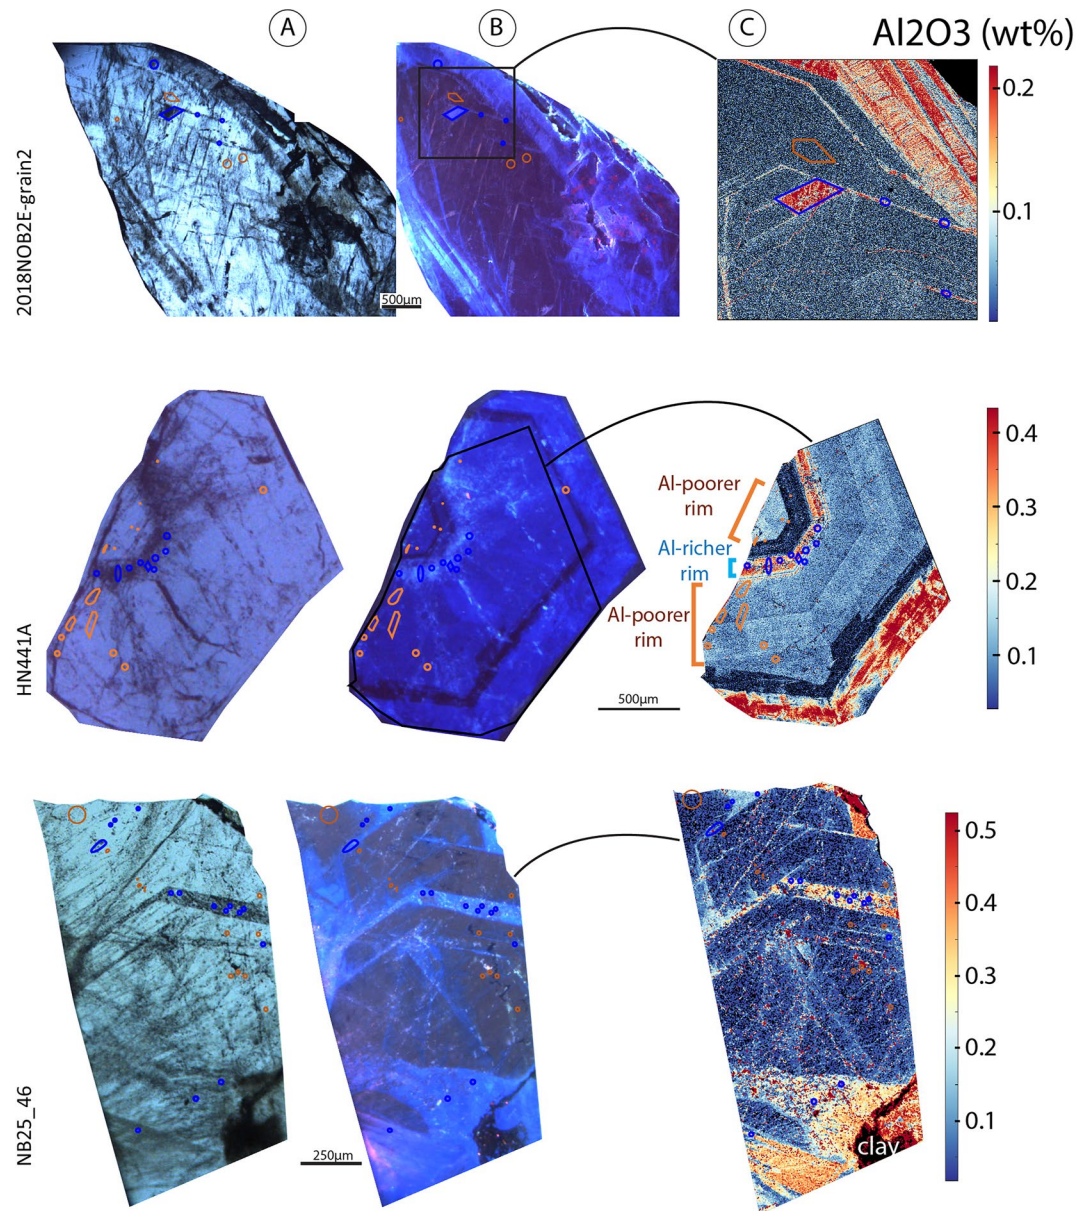 A
B
C
Al2O3 (wt%)
2018NOB2E-grain2
500µm
0.2
0.1
HN441A
Al-poorer
rim
Al-richer
rim
Al-poorer
rim
500µm
0.4
0.3
0.2
0.1
NB25_46
250µm
clay
0.5
0.4
0.3
0.2
0.1